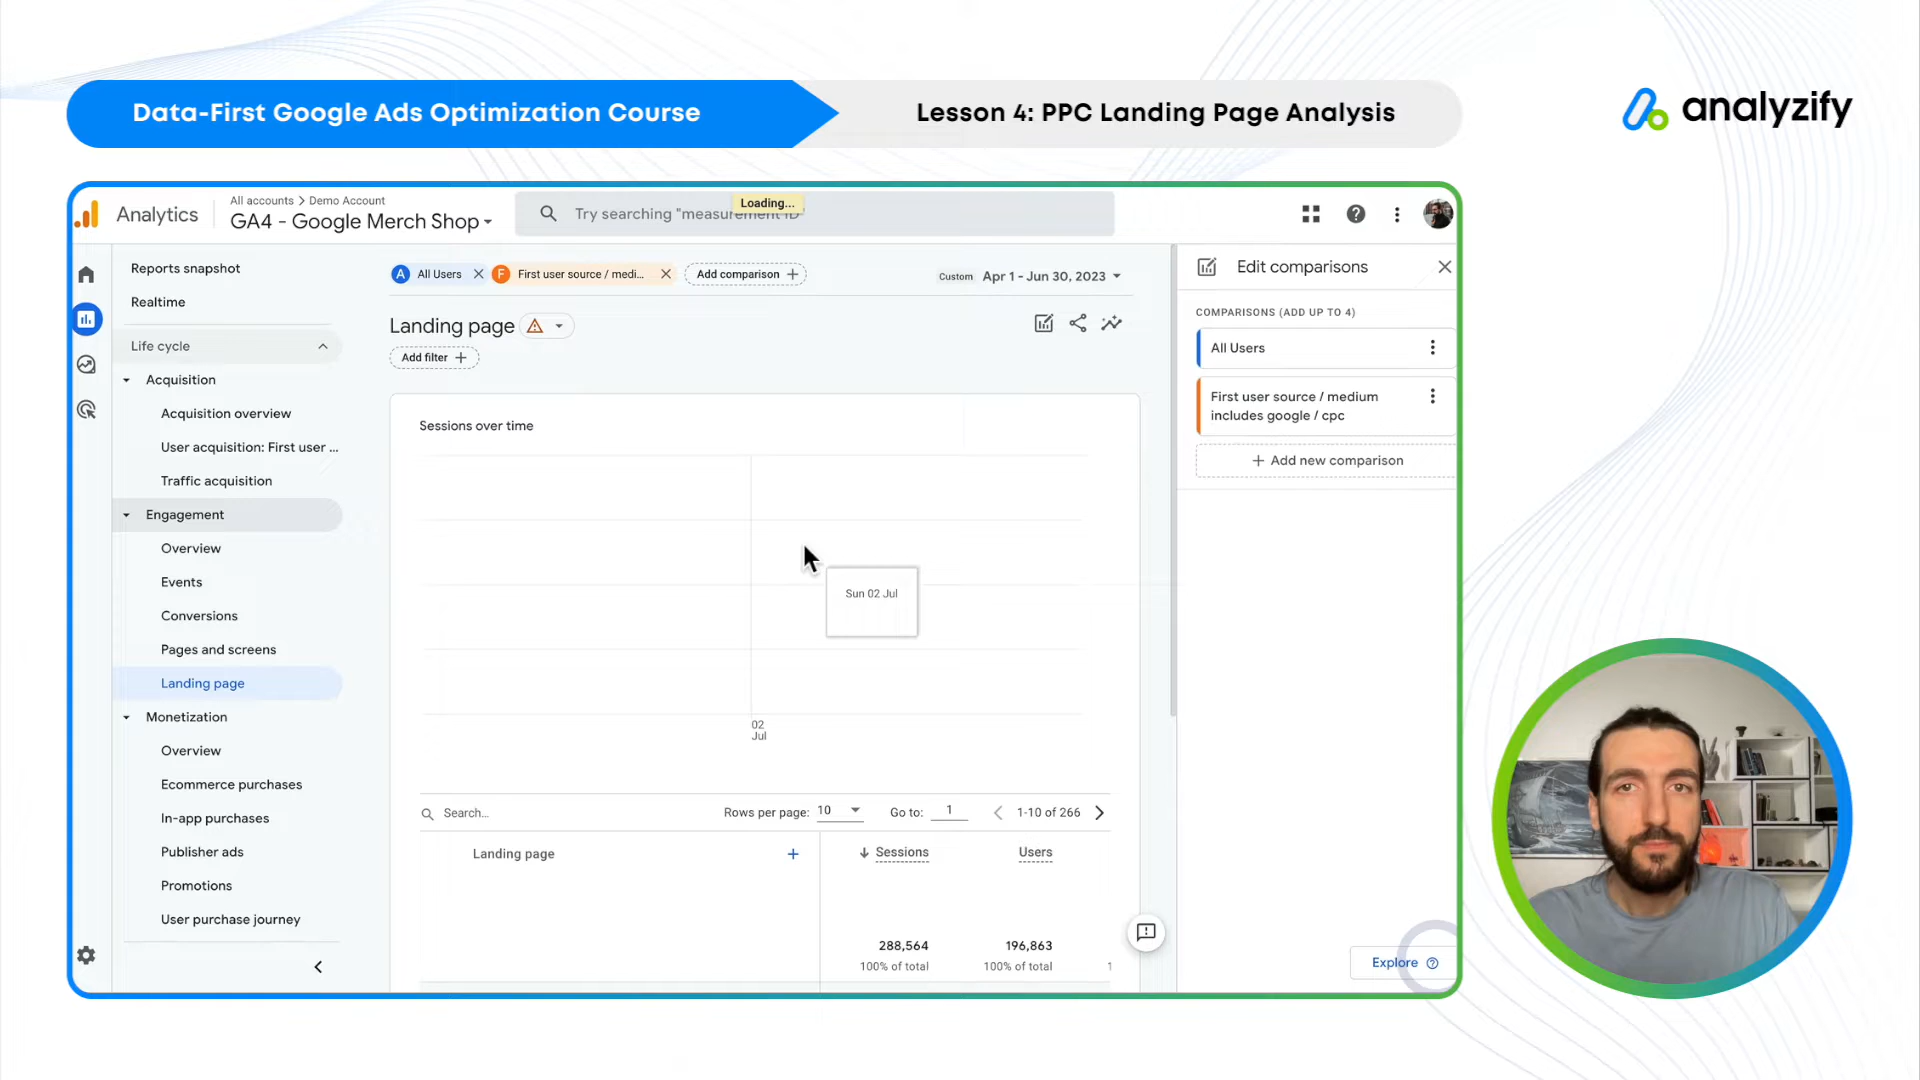 Data-First Google Ads Optimization Course
Lesson 4: PPC Landing Page Analysis
analyzify
Analytics
All accounts > Demo Account
GA4 - Google Merch Shop
Loading...
Try searching "measurement ID"
Reports snapshot
Realtime
Life cycle
Acquisition
Acquisition overview
User acquisition: First user ...
Traffic acquisition
Engagement
Overview
Events
Conversions
Pages and screens
Landing page
Monetization
Overview
Ecommerce purchases
In-app purchases
Publisher ads
Promotions
User purchase journey
A All Users
F First user source / medi...
Add comparison +
Custom Apr 1 - Jun 30, 2023
Landing page
Add filter +
Sessions over time
Sun 02 Jul
02
Jul
Search...
Rows per page: 10
Go to: 1
1-10 of 266
Landing page +
Sessions
Users
288,564
196,863
100% of total
100% of total
1
Edit comparisons
COMPARISONS (ADD UP TO 4)
All Users
First user source / medium
includes google / cpc
+ Add new comparison
Explore